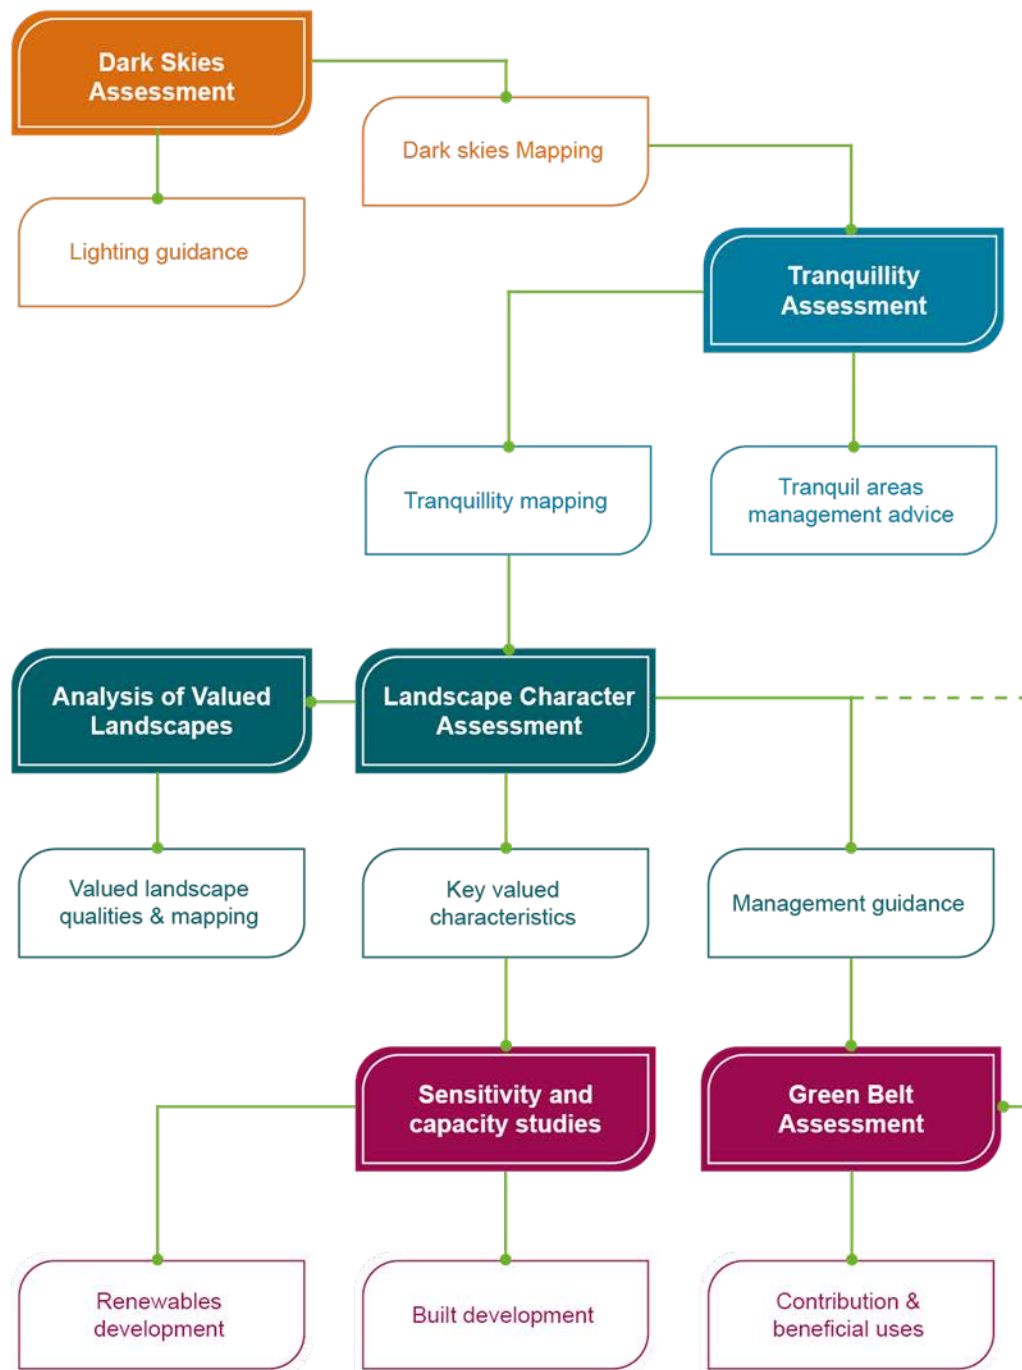 Dark Skies
Assessment
Dark skies Mapping
Lighting guidance
Tranquillity
Assessment
Tranquillity mapping
Tranquil areas
management advice
Analysis of Valued
Landscapes
Landscape Character
Assessment
Valued landscape
qualities & mapping
Key valued
characteristics
Management guidance
Sensitivity and
capacity studies
Green Belt
Assessment
Renewables
development
Built development
Contribution &
beneficial uses